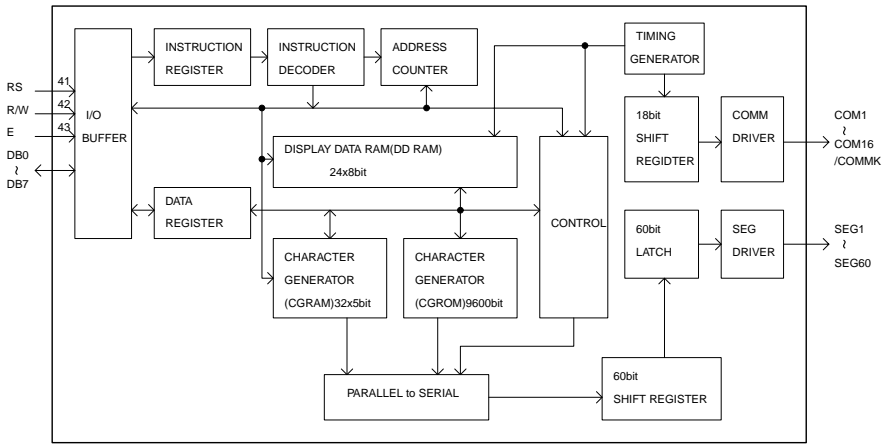 INSTRUCTION
REGISTER
INSTRUCTION
DECODER
ADDRESS
COUNTER
TIMING
GENERATOR
RS
41
R/W
42
E
43
DB0
~
DB7
I/O
BUFFER
18bit
SHIFT
REGIDTER
COMM
DRIVER
COM1
~
COM16
/COMMK
DISPLAY DATA RAM(DD RAM)
24x8bit
DATA
REGISTER
CONTROL
60bit
LATCH
SEG
DRIVER
SEG1
~
SEG60
CHARACTER
GENERATOR
(CGRAM)32x5bit
CHARACTER
GENERATOR
(CGROM)9600bit
PARALLEL to SERIAL
60bit
SHIFT REGISTER